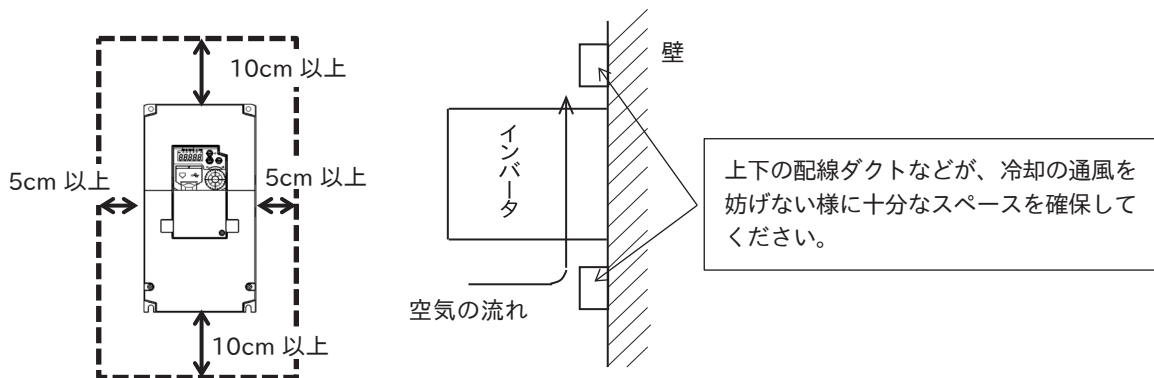 10cm 以上
5cm 以上
5cm 以上
10cm 以上
壁
インバータ
空気の流れ
上下の配線ダクトなどが、冷却の通風を
妨げない様に十分なスペースを確保して
ください。